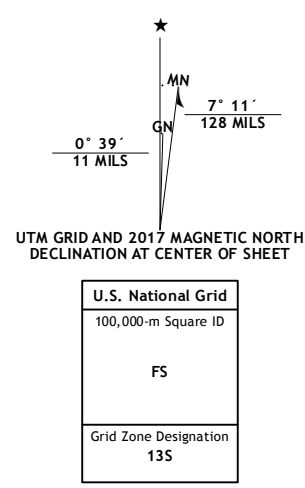 ★
MN
7° 11´
128 MILS
GN
0° 39´
11 MILS
UTM GRID AND 2017 MAGNETIC NORTH
DECLINATION AT CENTER OF SHEET
U.S. National Grid
100,000-m Square ID
FS
Grid Zone Designation
13S